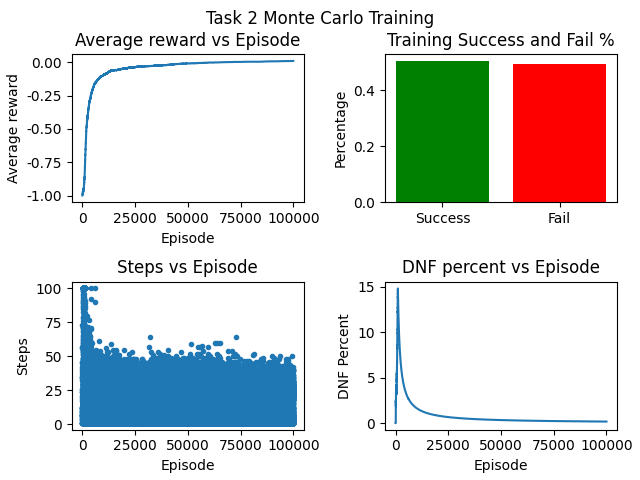 Task 2 Monte Carlo Training
Average reward vs Episode
Average reward
0.00
-0.25
-0.50
-0.75
-1.00
0 25000 50000 75000 100000
Episode
Training Success and Fail %
Percentage
0.4
0.2
0.0
Success Fail
Steps vs Episode
Steps
100
75
50
25
0
0 25000 50000 75000 100000
Episode
DNF percent vs Episode
DNF Percent
15
10
5
0
0 25000 50000 75000 100000
Episode